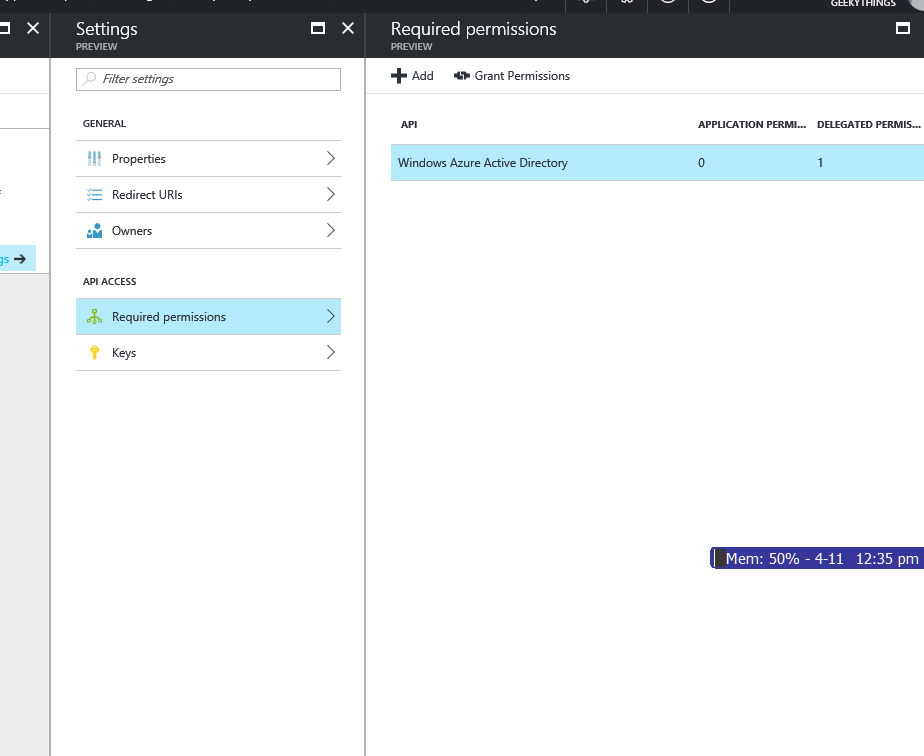 GEEKYTHINGS
Settings
PREVIEW
Filter settings
GENERAL
Properties
Redirect URIs
Owners
API ACCESS
Required permissions
Keys
Required permissions
PREVIEW
Add Grant Permissions
API APPLICATION PERMI... DELEGATED PERMIS...
Windows Azure Active Directory 0 1
gs
Mem: 50% - 4-11 12:35 pm